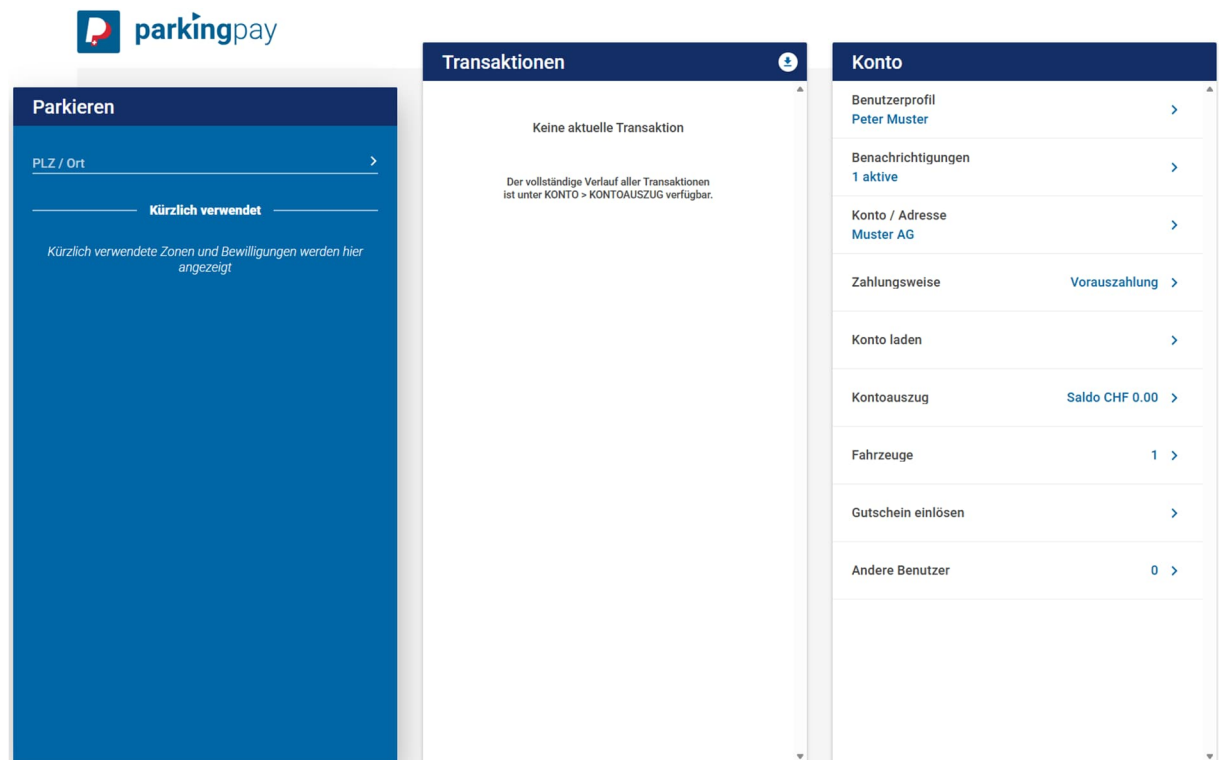 parkingpay
Parkieren
PLZ / Ort
Kürzlich verwendet
Kürzlich verwendete Zonen und Bewilligungen werden hier
angezeigt
Transaktionen
Keine aktuelle Transaktion
Der vollständige Verlauf aller Transaktionen
ist unter KONTO > KONTOAUSZUG verfügbar.
Konto
Benutzerprofil
Peter Muster
Benachrichtigungen
1 aktive
Konto / Adresse
Muster AG
Zahlungsweise Vorauszahlung
Konto laden
Kontoauszug Saldo CHF 0.00
Fahrzeuge 1
Gutschein einlösen
Andere Benutzer 0